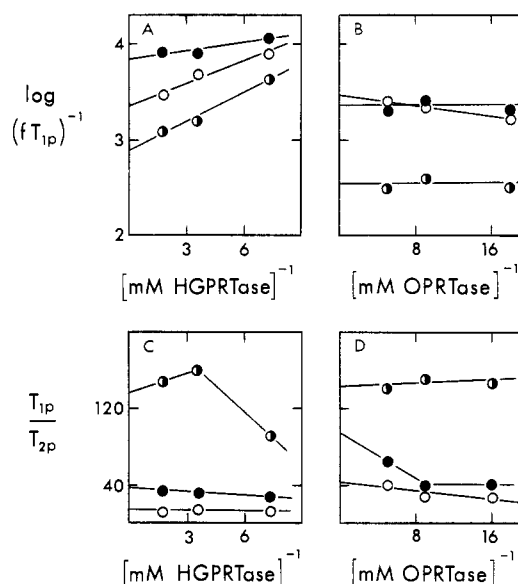 A
B
4
3
2
log
(f T1p)⁻¹
3
6
8
16
[mM HGPRTase]⁻¹
[mM OPRTase]⁻¹
C
D
T1p
T2p
120
40
3
6
8
16
[mM HGPRTase]⁻¹
[mM OPRTase]⁻¹